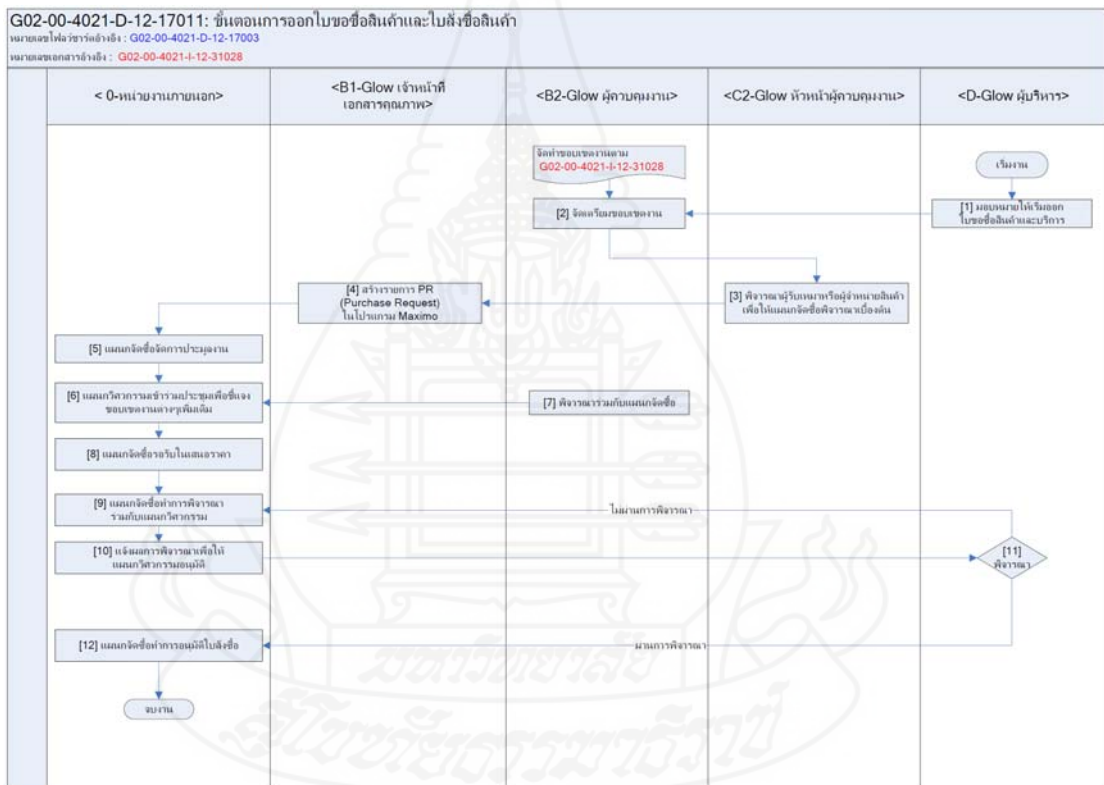 G02-00-4021-D-12-17011: ขั้นตอนการออกใบขอซื้อสินค้าและใบสั่งซื้อสินค้า
หมายเลขโฟลว์ชาร์ตอ้างอิง : G02-00-4021-D-12-17003
หมายเลขเอกสารอ้างอิง : G02-00-4021-I-12-31028
< 0-หน่วยงานภายนอก>
<B1-Glow เจ้าหน้าที่
เอกสารคุณภาพ>
<B2-Glow ผู้ควบคุมงาน>
<C2-Glow หัวหน้าผู้ควบคุมงาน>
<D-Glow ผู้บริหาร>
จัดทำขอบเขตงานตาม
G02-00-4021-I-12-31028
เริ่มงาน
[1] มอบหมายให้เริ่มออก
ใบขอซื้อสินค้าและบริการ
[2] จัดเตรียมขอบเขตงาน
[3] พิจารณาผู้รับเหมาหรือผู้จำหน่ายสินค้า
เพื่อให้แผนกจัดซื้อพิจารณาเบื้องต้น
[4] สร้างรายการ PR
(Purchase Request)
ในโปรแกรม Maximo
[5] แผนกจัดซื้อจัดการประมูลงาน
[6] แผนกวิศวกรรมเข้าร่วมประชุมเพื่อชี้แจง
ขอบเขตงานต่างๆเพิ่มเติม
[7] พิจารณาร่วมกับแผนกจัดซื้อ
[8] แผนกจัดซื้อรอรับใบเสนอราคา
[9] แผนกจัดซื้อทำการพิจารณา
ร่วมกับแผนกวิศวกรรม
ไม่ผ่านการพิจารณา
[10] แจ้งผลการพิจารณาเพื่อให้
แผนกวิศวกรรมอนุมัติ
[11]
พิจารณา
[12] แผนกจัดซื้อทำการอนุมัติใบสั่งซื้อ
ผ่านการพิจารณา
จบงาน
มหาวิทยาลัย
สุโขทัยธรรมาธิราช